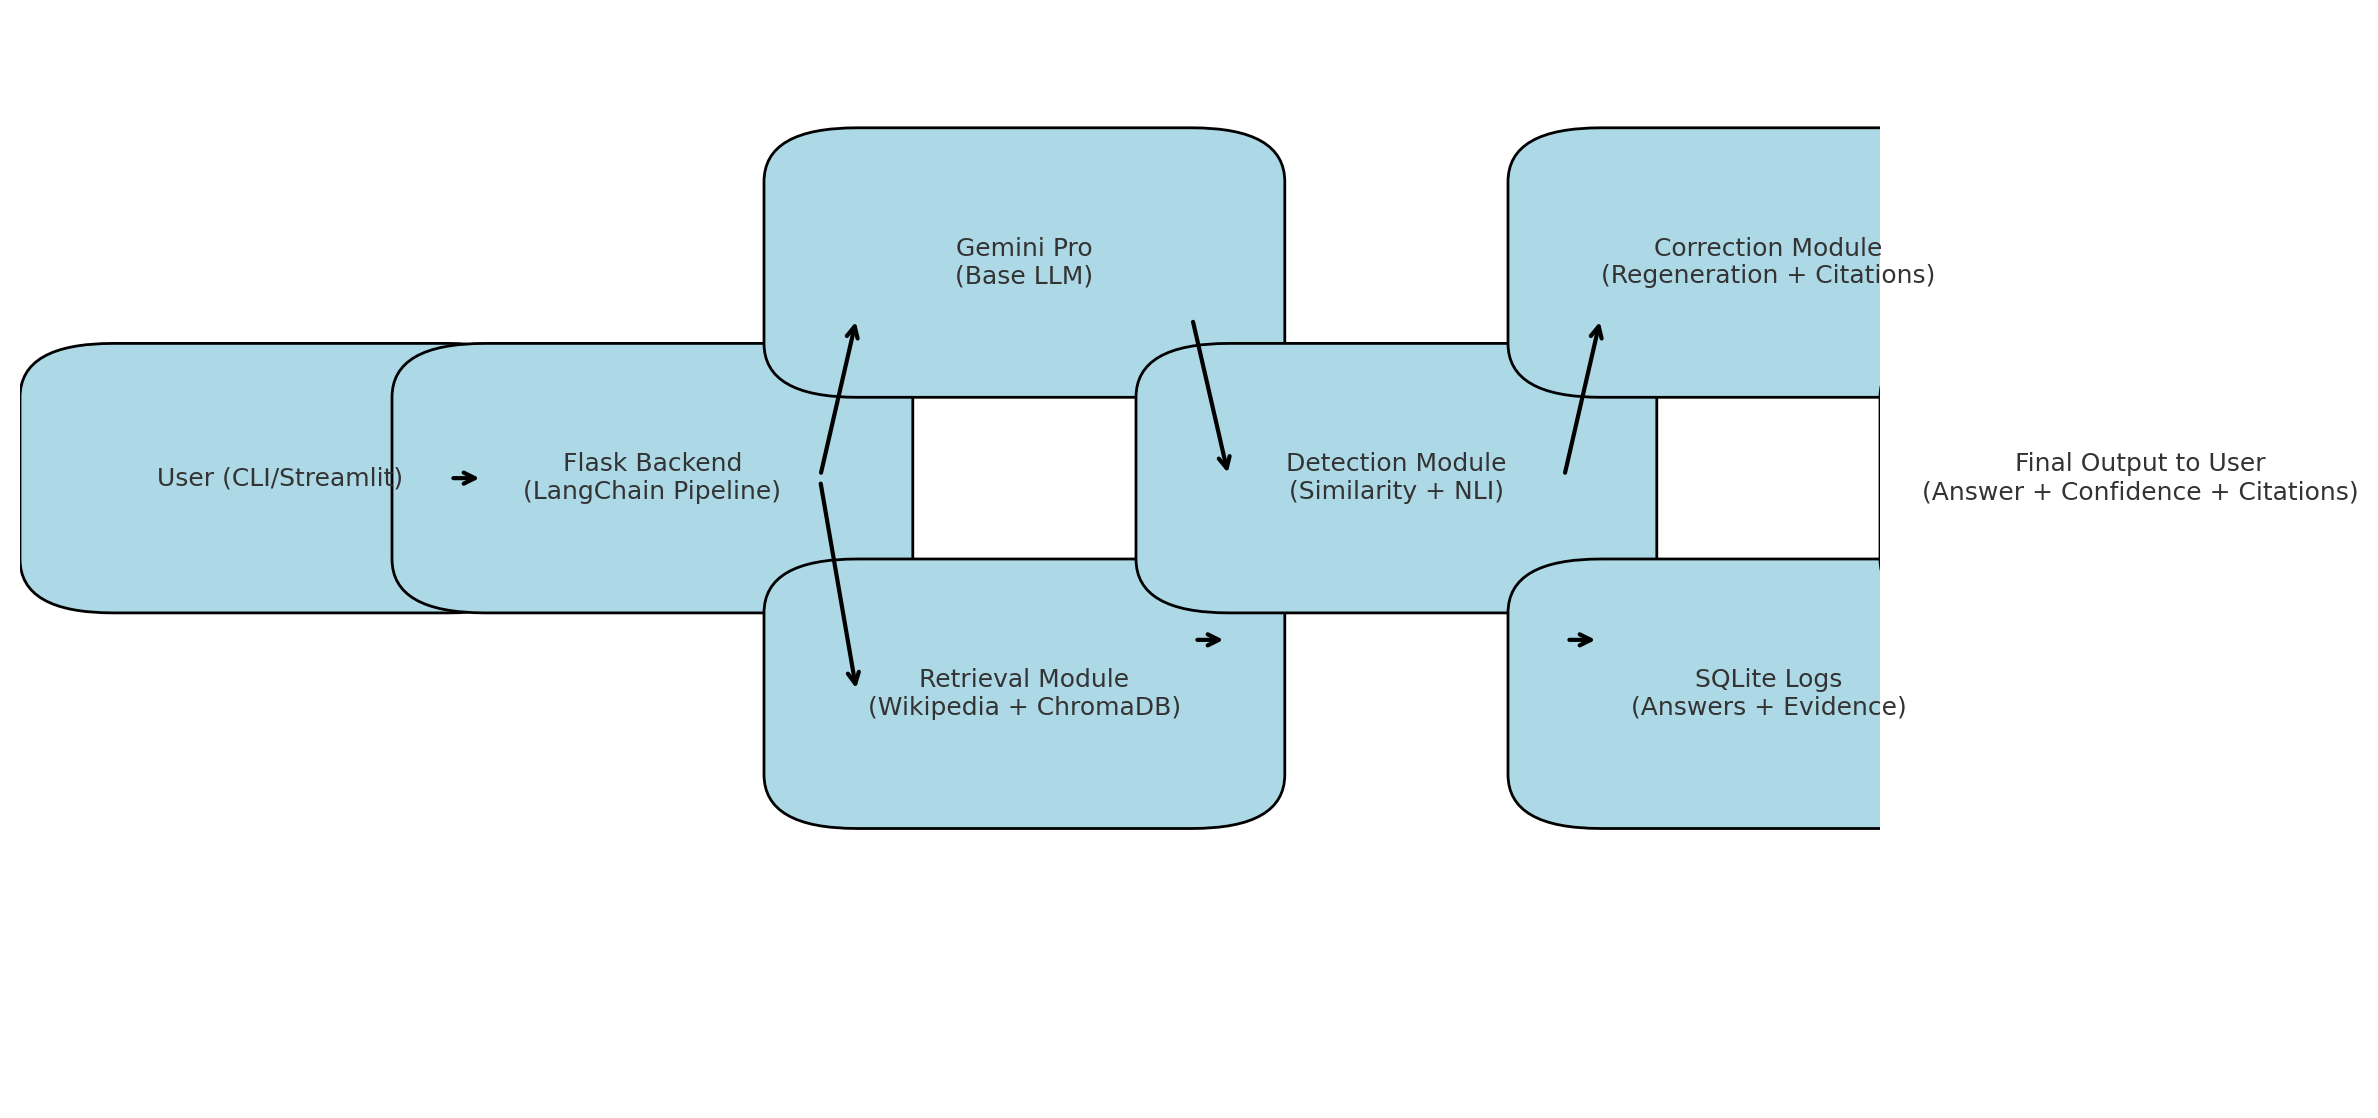 User (CLI/Streamlit)
Flask Backend
(LangChain Pipeline)
Gemini Pro
(Base LLM)
Retrieval Module
(Wikipedia + ChromaDB)
Detection Module
(Similarity + NLI)
Correction Module
(Regeneration + Citations)
SQLite Logs
(Answers + Evidence)
Final Output to User
(Answer + Confidence + Citations)